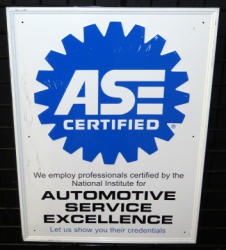 ASE
CERTIFIED
®
We employ professionals certified by the
National Institute for
AUTOMOTIVE
SERVICE
EXCELLENCE
Let us show you their credentials